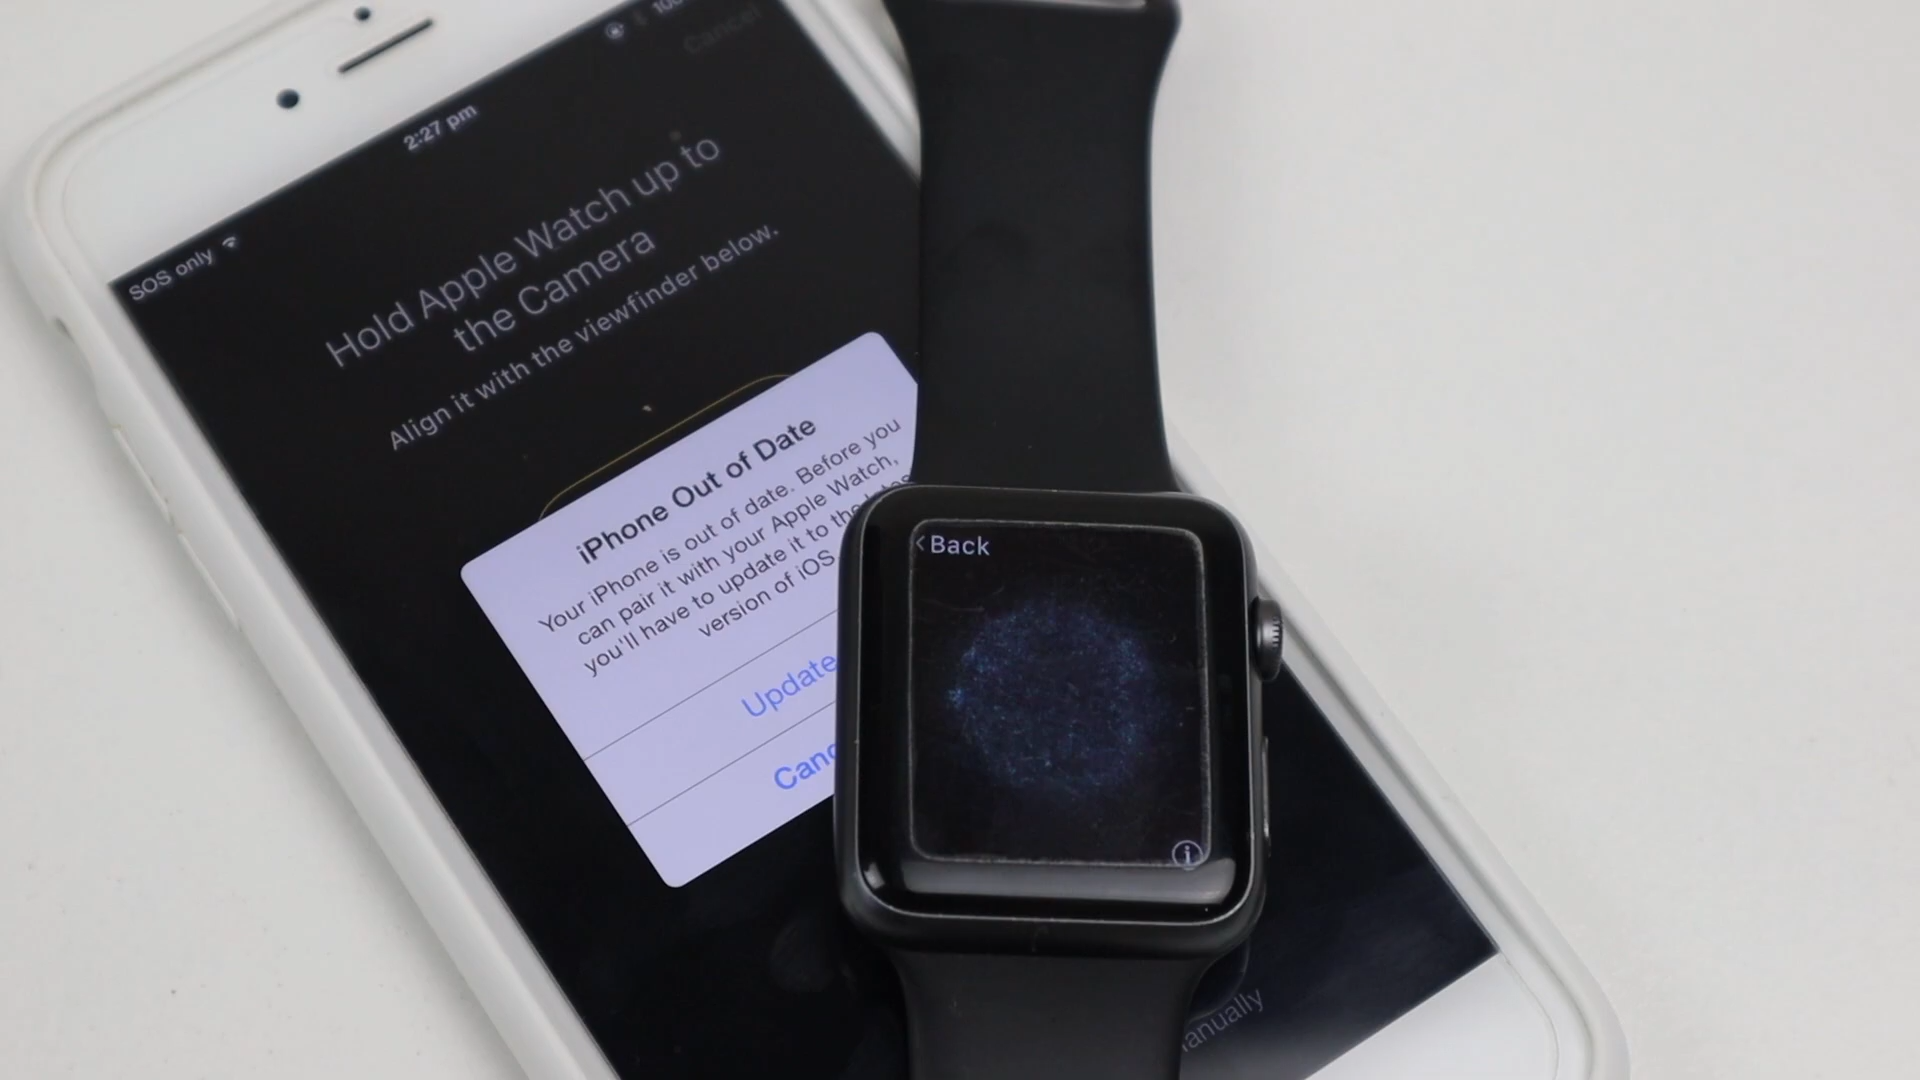 Cancel
2:27 pm
SOS only
Hold Apple Watch up to
the Camera
Align it with the viewfinder below.
iPhone Out of Date
Your iPhone is out of date. Before you
can pair it with your Apple Watch,
you'll have to update it to the
version of iOS
Update
Canc
Back
anually